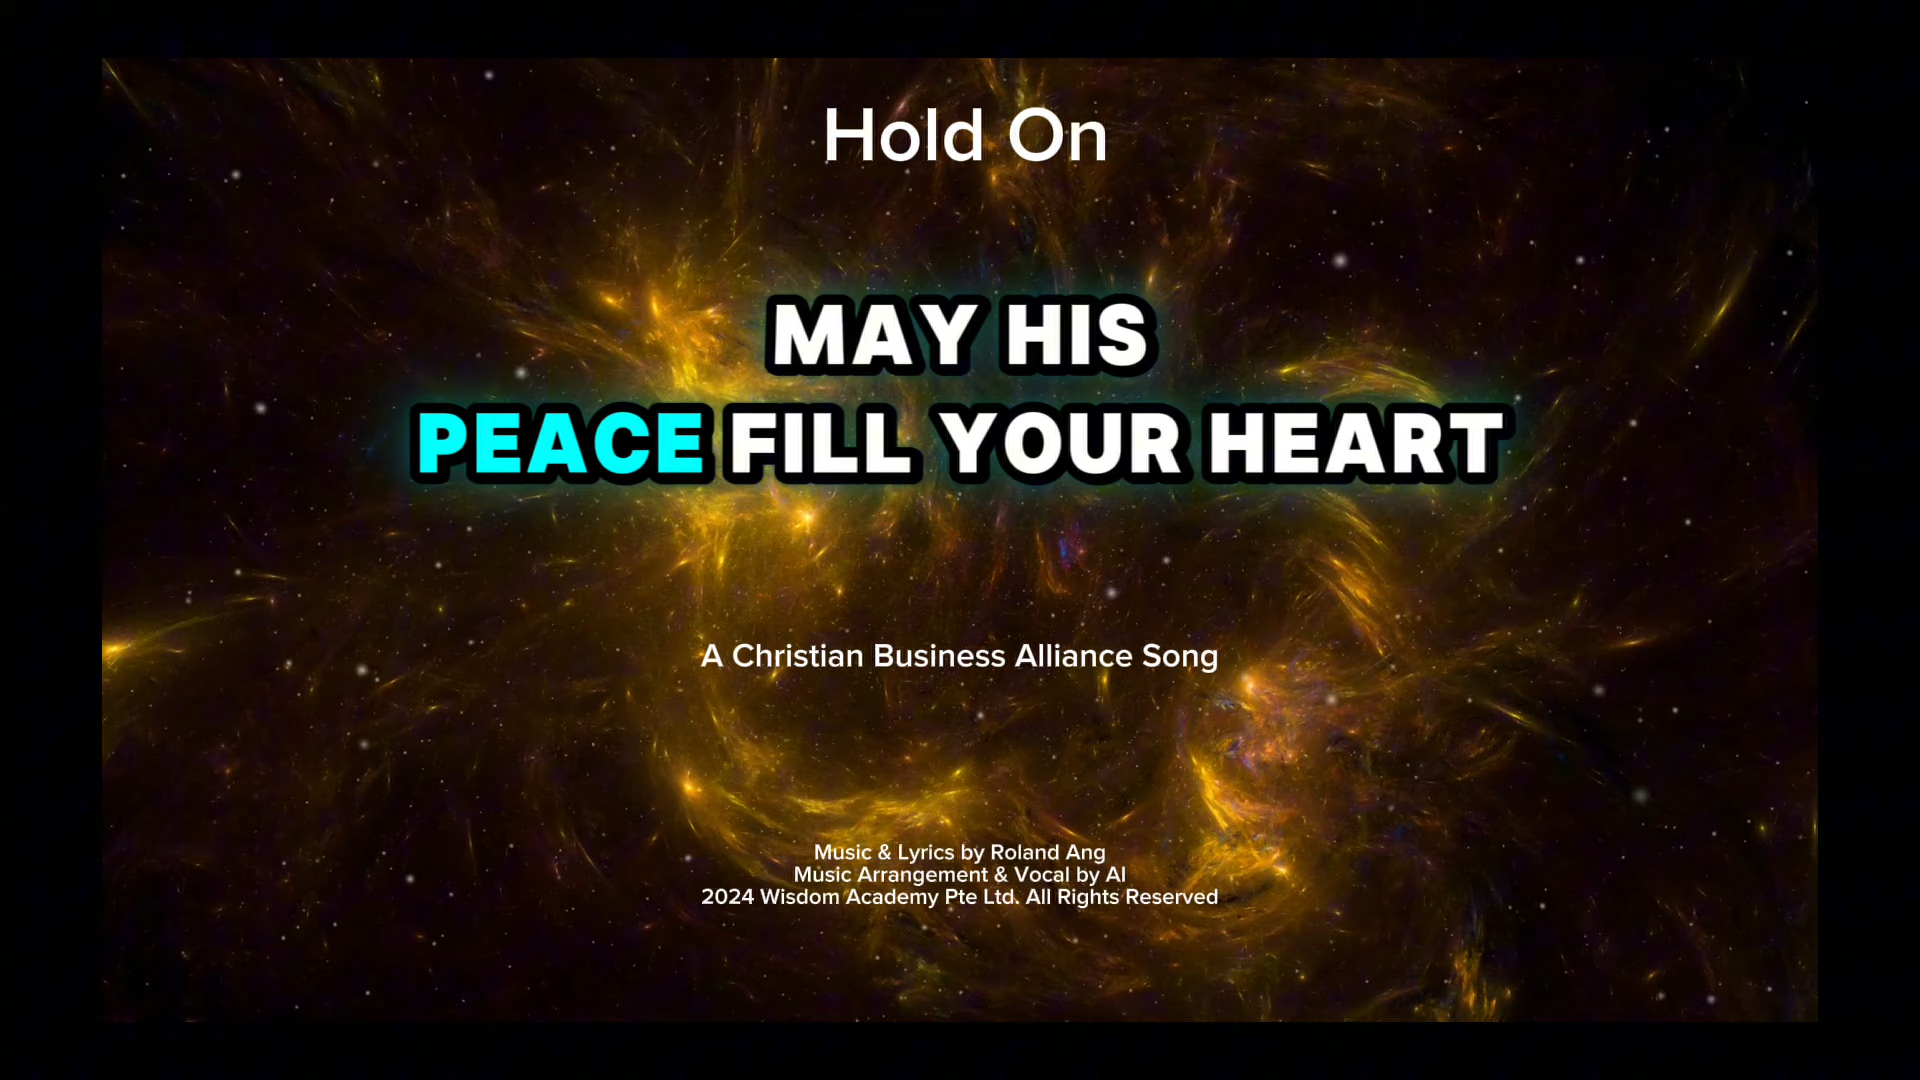 Hold On
MAY HIS
PEACE FILL YOUR HEART
A Christian Business Alliance Song
Music & Lyrics by Roland Ang
Music Arrangement & Vocal by AI
2024 Wisdom Academy Pte Ltd. All Rights Reserved